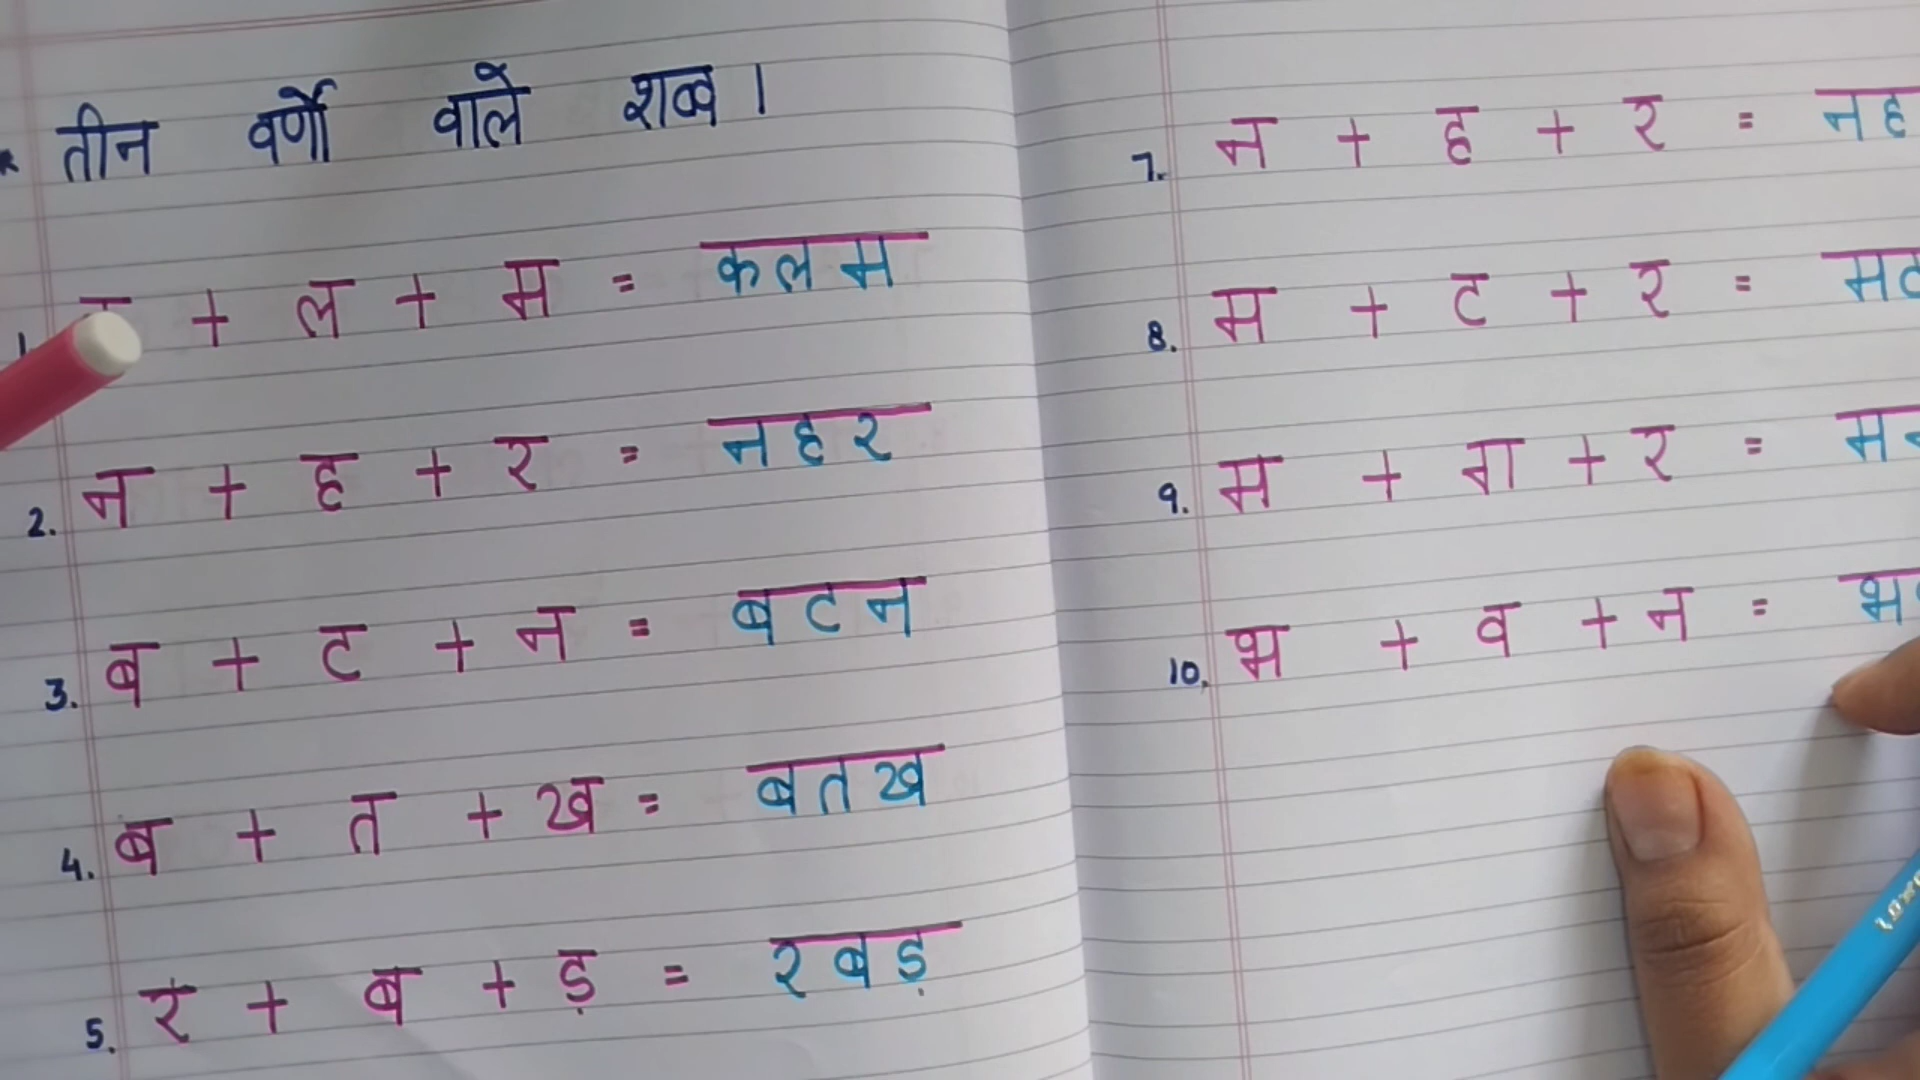 तीन वर्णो वाले शब्द ।
1. + ल + म = कलम
2. न + ह + र = नहर
3. ब + ट + न = बटन
4. ब + त + ख = बतख
5. र + ब + ड़ = रबड़
7. न + ह + र = नह
8. म + ट + र = मट
9. म + ग + र = म
10. भ + व + न = भ